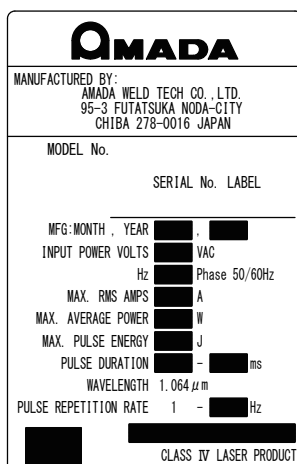 AMADA
MANUFACTURED BY:
AMADA WELD TECH CO.,LTD.
95-3 FUTATSUKA NODA-CITY
CHIBA 278-0016 JAPAN
MODEL No.
SERIAL No. LABEL
MFG:MONTH , YEAR ,
INPUT POWER VOLTS VAC
Hz Phase 50/60Hz
MAX. RMS AMPS A
MAX. AVERAGE POWER W
MAX. PULSE ENERGY J
PULSE DURATION - ms
WAVELENGTH 1.064μm
PULSE REPETITION RATE 1 - Hz
CLASS Ⅳ LASER PRODUCT